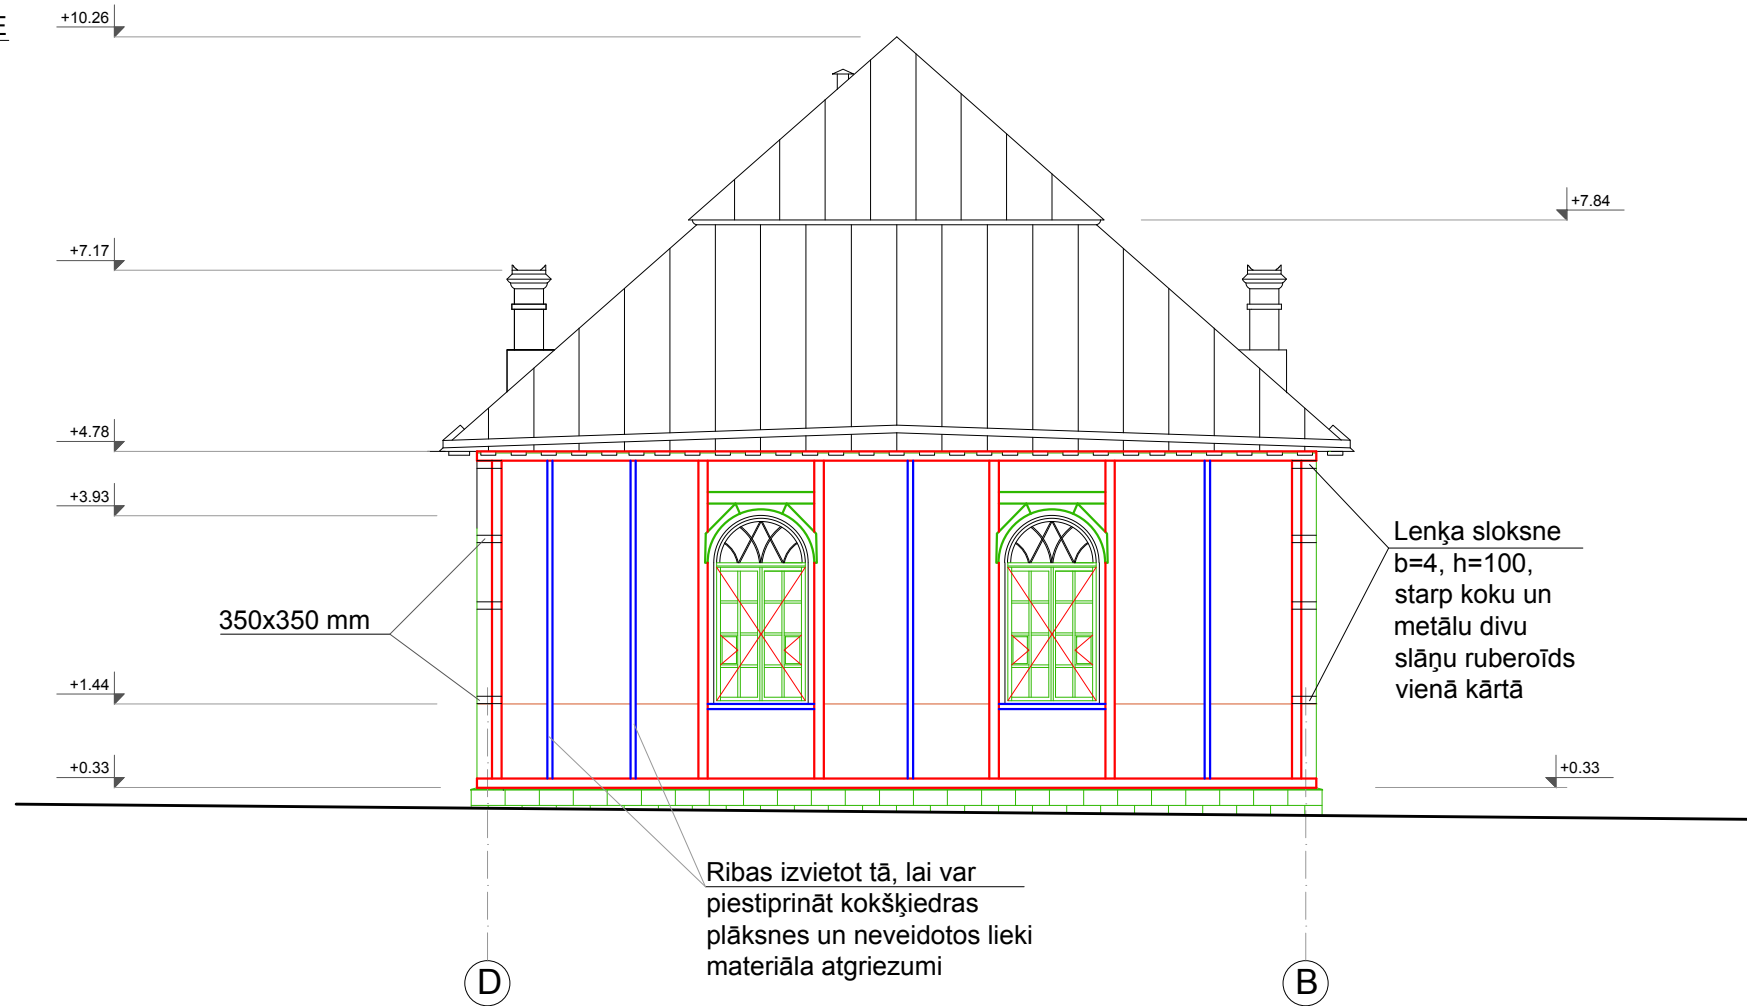 E
+10.26
+7.84
+7.17
+4.78
+3.93
350x350 mm
+1.44
+0.33
Lenķa sloksne
b=4, h=100,
starp koku un
metālu divu
slāņu ruberoīds
vienā kārtā
+0.33
Ribas izvietot tā, lai var
piestiprināt kokšķiedras
plāksnes un neveidotos lieki
materiāla atgriezumi
D
B